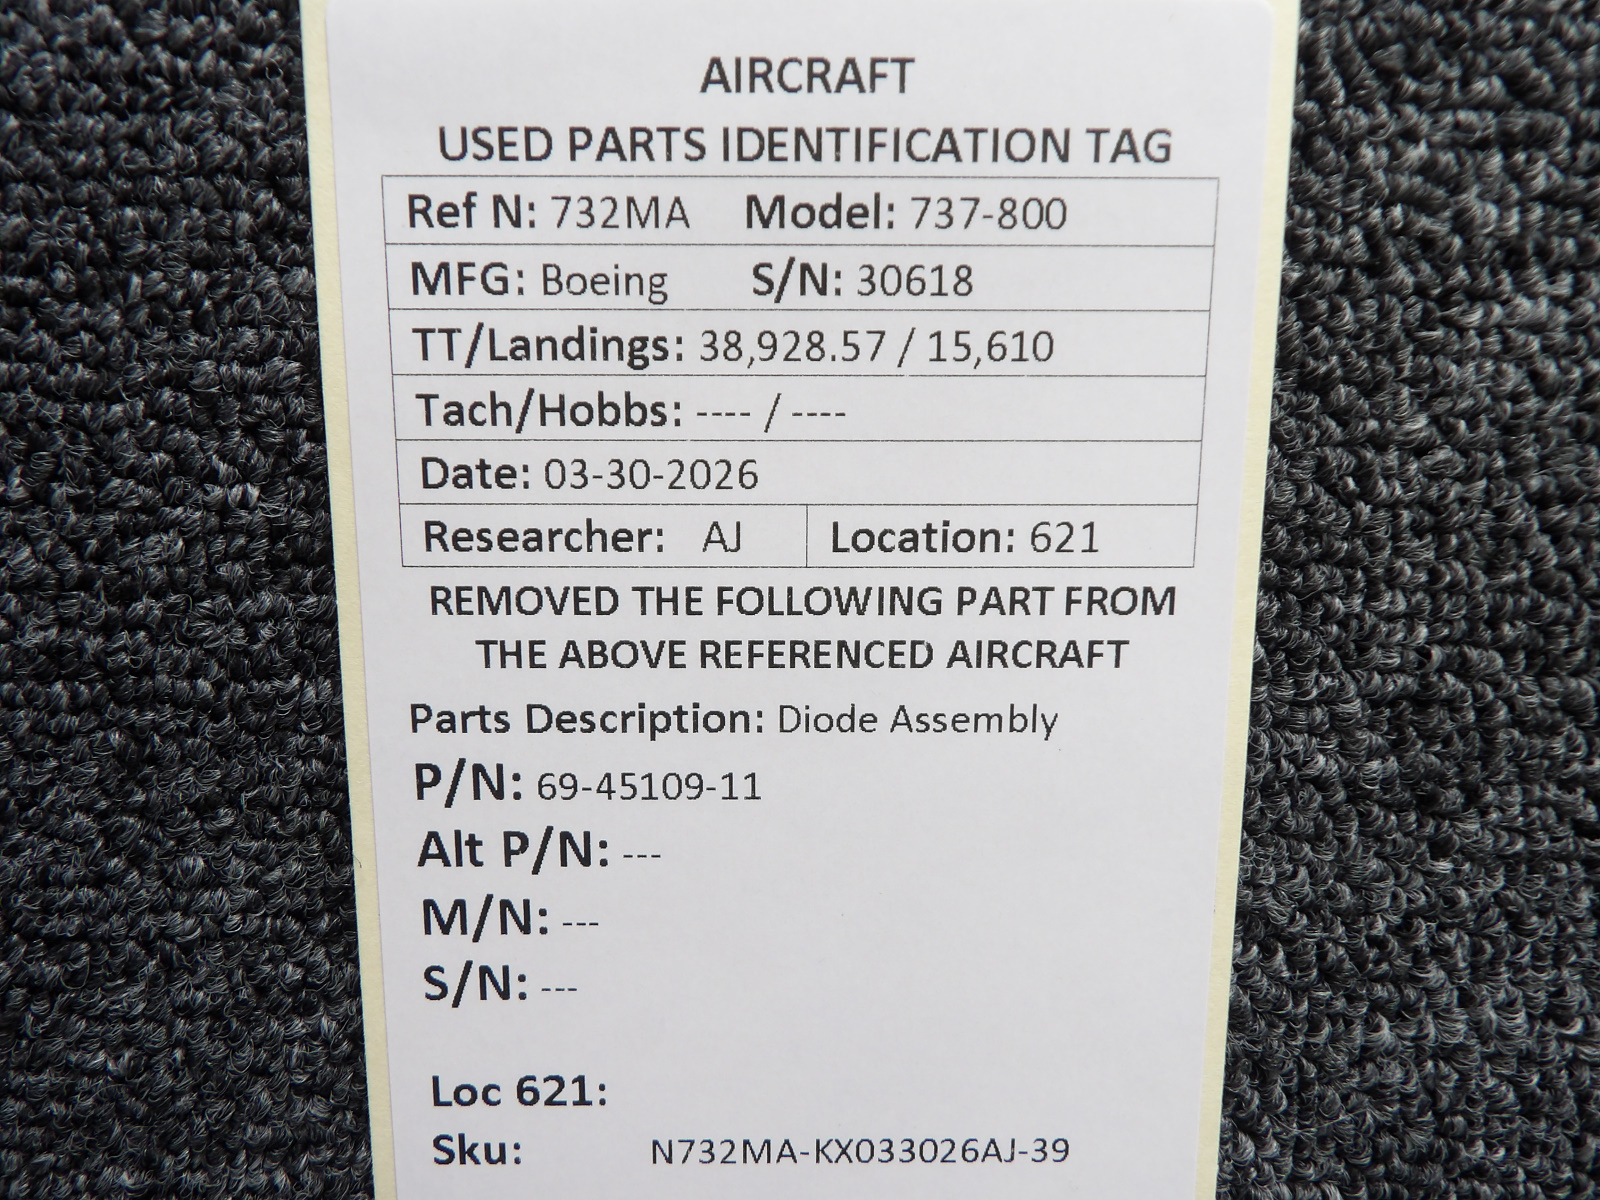 AIRCRAFT
USED PARTS IDENTIFICATION TAG
Ref N: 732MA Model: 737-800
MFG: Boeing S/N: 30618
TT/Landings: 38,928.57 / 15,610
Tach/Hobbs: ---- / ----
Date: 03-30-2026
Researcher: AJ Location: 621
REMOVED THE FOLLOWING PART FROM
THE ABOVE REFERENCED AIRCRAFT
Parts Description: Diode Assembly
P/N: 69-45109-11
Alt P/N: ---
M/N: ---
S/N: ---
Loc 621:
Sku: N732MA-KX033026AJ-39